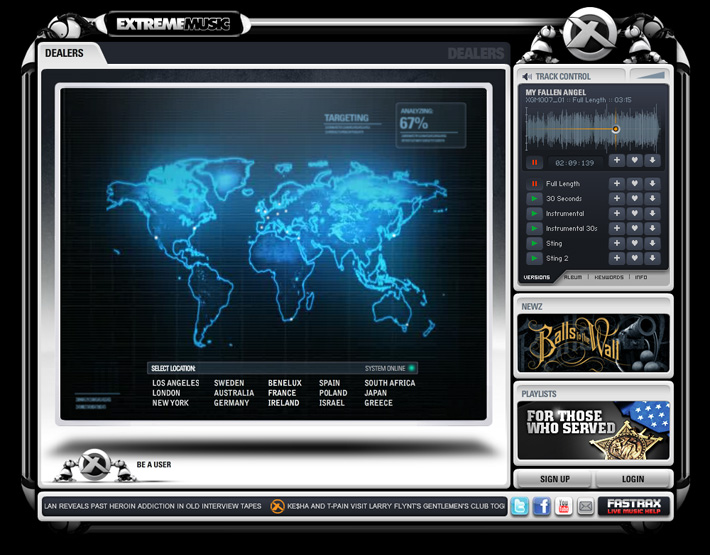 EXTREMEMUSIC
DEALERS
DEALERS
TARGETING
ANALYZING:
67%
SELECT LOCATION:
SYSTEM ONLINE
LOS ANGELES SWEDEN BENELUX SPAIN SOUTH AFRICA
LONDON AUSTRALIA FRANCE POLAND JAPAN
NEW YORK GERMANY IRELAND ISRAEL GREECE
BE A USER
TRACK CONTROL
MY FALLEN ANGEL
XGM007_01 :: Full Length :: 03:15
02:09:139
Full Length
30 Seconds
Instrumental
Instrumental 30s
Sting
Sting 2
VERSIONS ALBUM | KEYWORDS | INFO
NEWZ
Balls to the Wall
PLAYLISTS
FOR THOSE
WHO SERVED
SIGN UP
LOGIN
LAN REVEALS PAST HEROIN ADDICTION IN OLD INTERVIEW TAPES
KE$HA AND T-PAIN VISIT LARRY FLYNT'S GENTLEMEN'S CLUB TOG
You
Tube
FASTRAX
LIVE MUSIC HELP